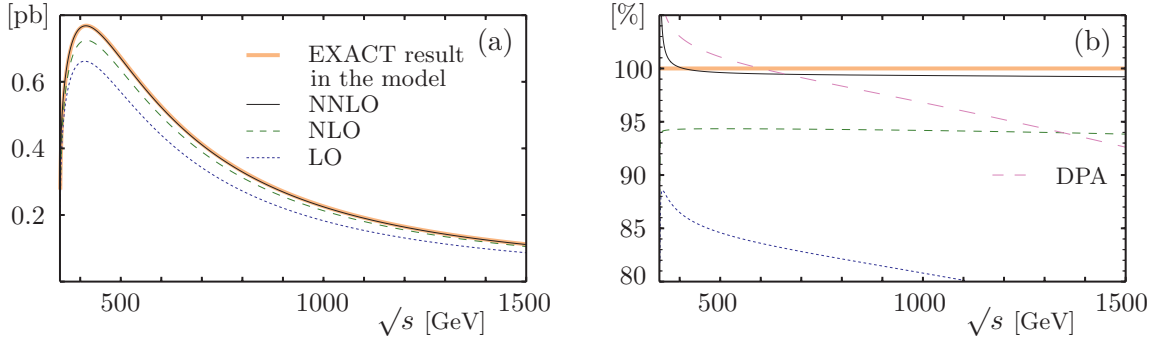 [pb]
(a)
0.6
0.4
0.2
EXACT result
in the model
NNLO
NLO
LO
500
1000
1500
√s [GeV]
[%]
(b)
100
95
90
85
80
DPA
500
1000
1500
√s [GeV]